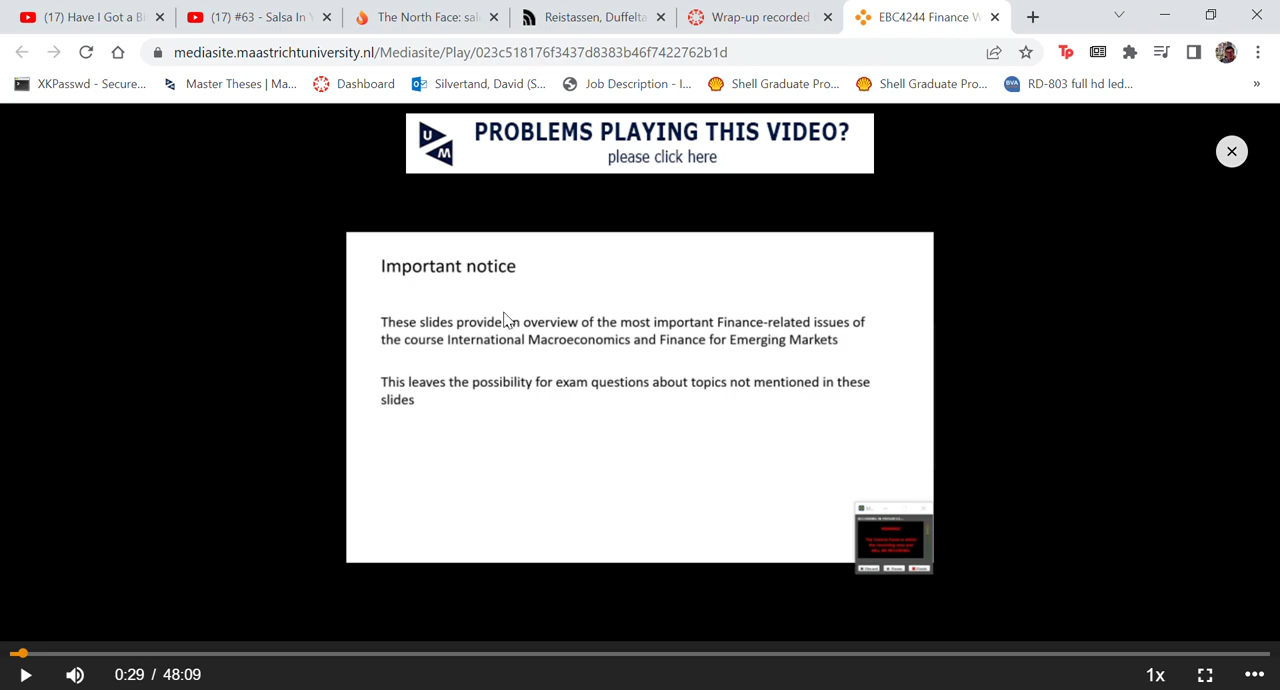 (17) Have I Got a B
(17) #63 - Salsa In Y
The North Face: sal
Reistassen, Duffelta
Wrap-up recorded
EBC4244 Finance W
mediasite.maastrichtuniversity.nl/Mediasite/Play/023c518176f3437d8383b46f7422762b1d
XKPasswd - Secure...
Master Theses | Ma...
Dashboard
Silvertand, David (S...
Job Description - I...
Shell Graduate Pro...
Shell Graduate Pro...
RD-803 full hd led...
»
UM
PROBLEMS PLAYING THIS VIDEO?
please click here
Important notice
These slides provide an overview of the most important Finance-related issues of
the course International Macroeconomics and Finance for Emerging Markets
This leaves the possibility for exam questions about topics not mentioned in these
slides
0:29 / 48:09
1x